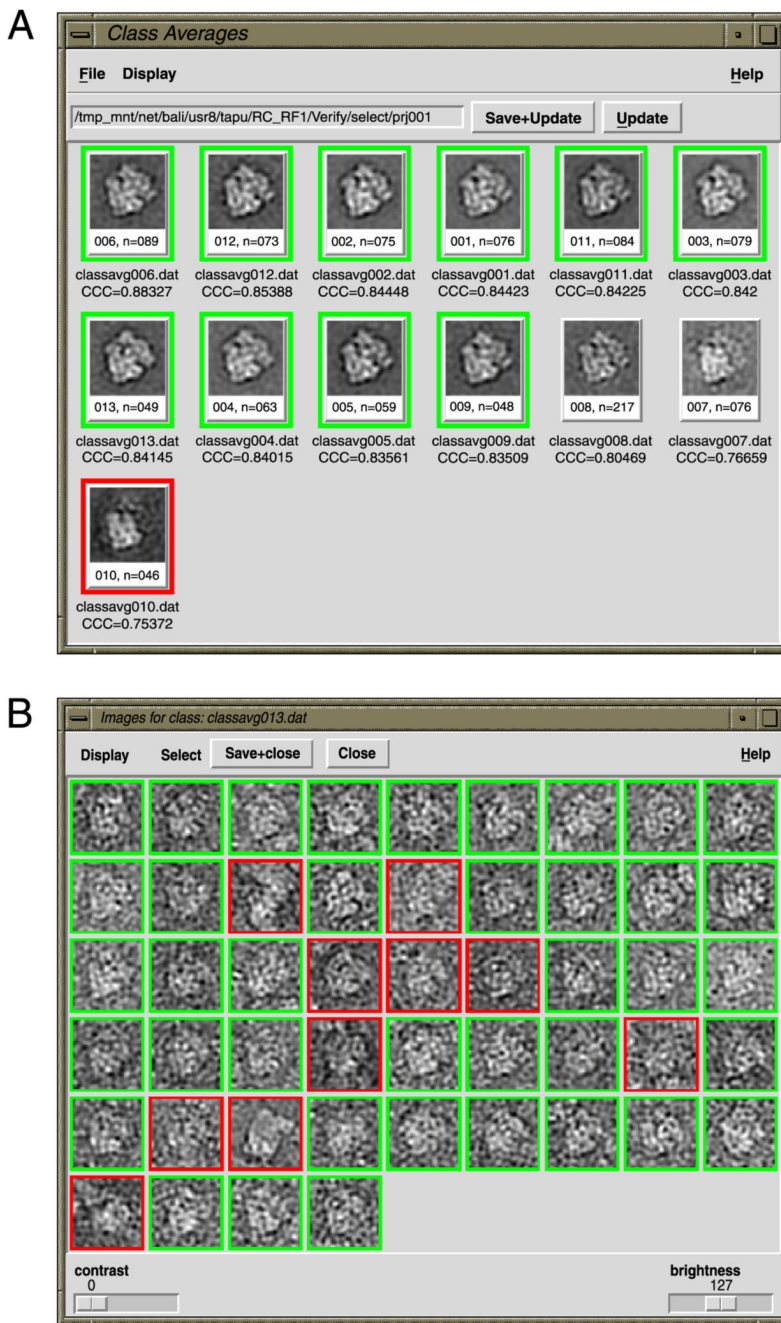 A
Class Averages
File Display Help
/tmp_mnt/net/bali/usr8/tapu/RC_RF1/Verify/select/prj001 Save+Update Update
006, n=089 012, n=073 002, n=075 001, n=076 011, n=084 003, n=079
classavg006.dat classavg012.dat classavg002.dat classavg001.dat classavg011.dat classavg003.dat
CCC=0.88327 CCC=0.85388 CCC=0.84448 CCC=0.84423 CCC=0.84225 CCC=0.842
013, n=049 004, n=063 005, n=059 009, n=048 008, n=217 007, n=076
classavg013.dat classavg004.dat classavg005.dat classavg009.dat classavg008.dat classavg007.dat
CCC=0.84145 CCC=0.84015 CCC=0.83561 CCC=0.83509 CCC=0.80469 CCC=0.76659
010, n=046
classavg010.dat
CCC=0.75372
B
Images for class: classavg013.dat
Display Select Save+close Close Help
contrast brightness
0 127